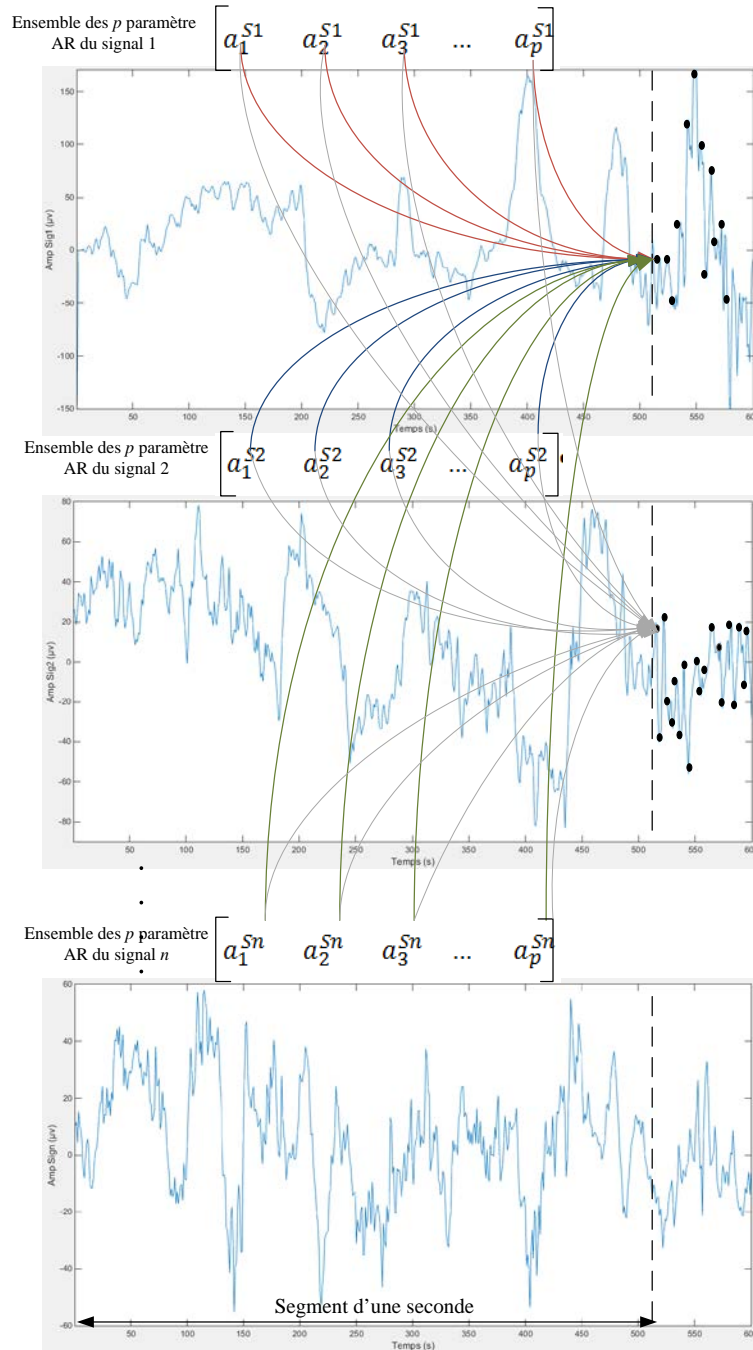 Ensemble des p paramètre
AR du signal 1
a_1^{S1} a_2^{S1} a_3^{S1} ... a_p^{S1}
150
100
50
0
-50
-100
-150
Amp Sig1 (µv)
50 100 150 200 250 300 350 400 450 500 550 600
Temps (s)
Ensemble des p paramètre
AR du signal 2
a_1^{S2} a_2^{S2} a_3^{S2} ... a_p^{S2}
80
60
40
20
0
-20
-40
-60
-80
Amp Sig2 (µv)
50 100 150 200 250 300 350 400 450 500 550 600
Temps (s)
Ensemble des p paramètre
AR du signal n
a_1^{Sn} a_2^{Sn} a_3^{Sn} ... a_p^{Sn}
60
40
20
0
-20
-40
-60
Amp Sign (µv)
Segment d'une seconde
50 100 150 200 250 300 350 400 450 500 550 600
Temps (s)